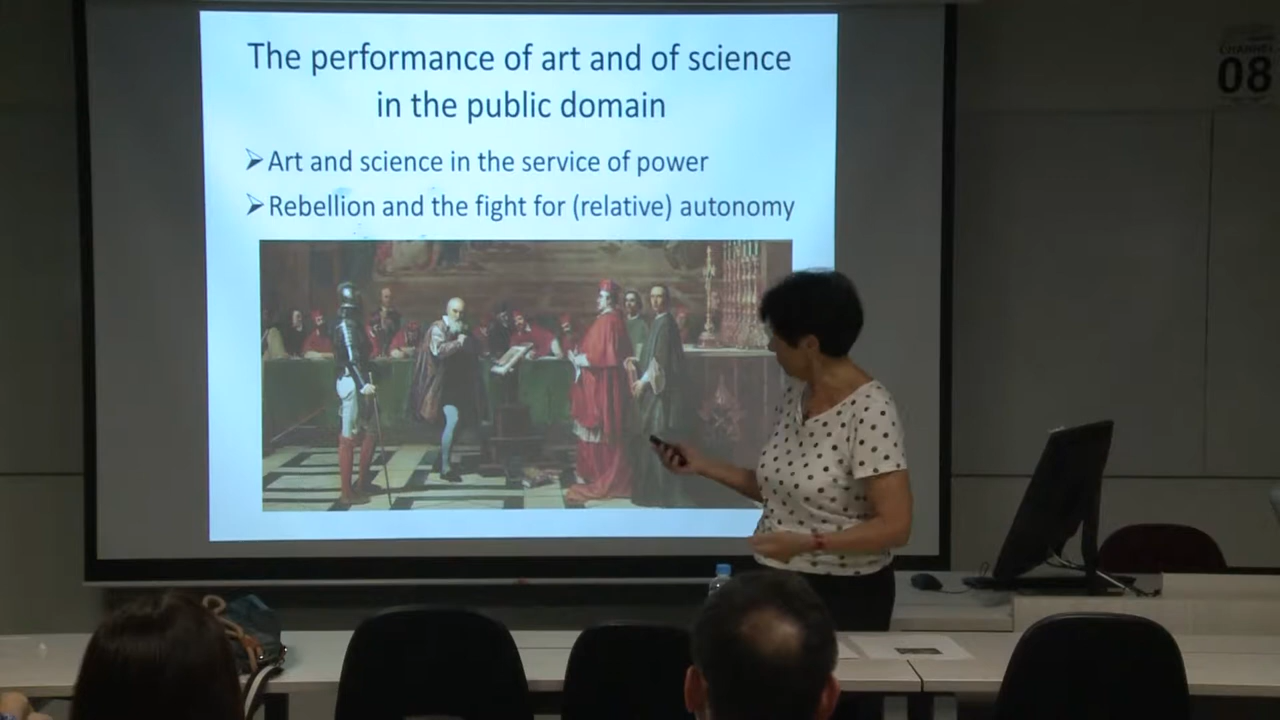 The performance of art and of science
in the public domain
➢Art and science in the service of power
➢Rebellion and the fight for (relative) autonomy
CHANNEL
08